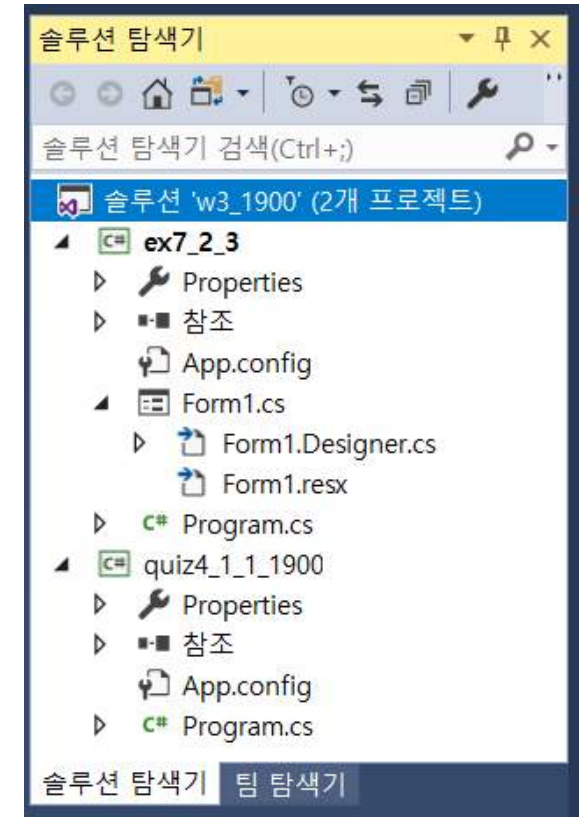 솔루션 탐색기
솔루션 탐색기 검색(Ctrl+;)
솔루션 'w3_1900' (2개 프로젝트)
C# ex7_2_3
Properties
참조
App.config
Form1.cs
Form1.Designer.cs
Form1.resx
C# Program.cs
C# quiz4_1_1_1900
Properties
참조
App.config
C# Program.cs
솔루션 탐색기 팀 탐색기